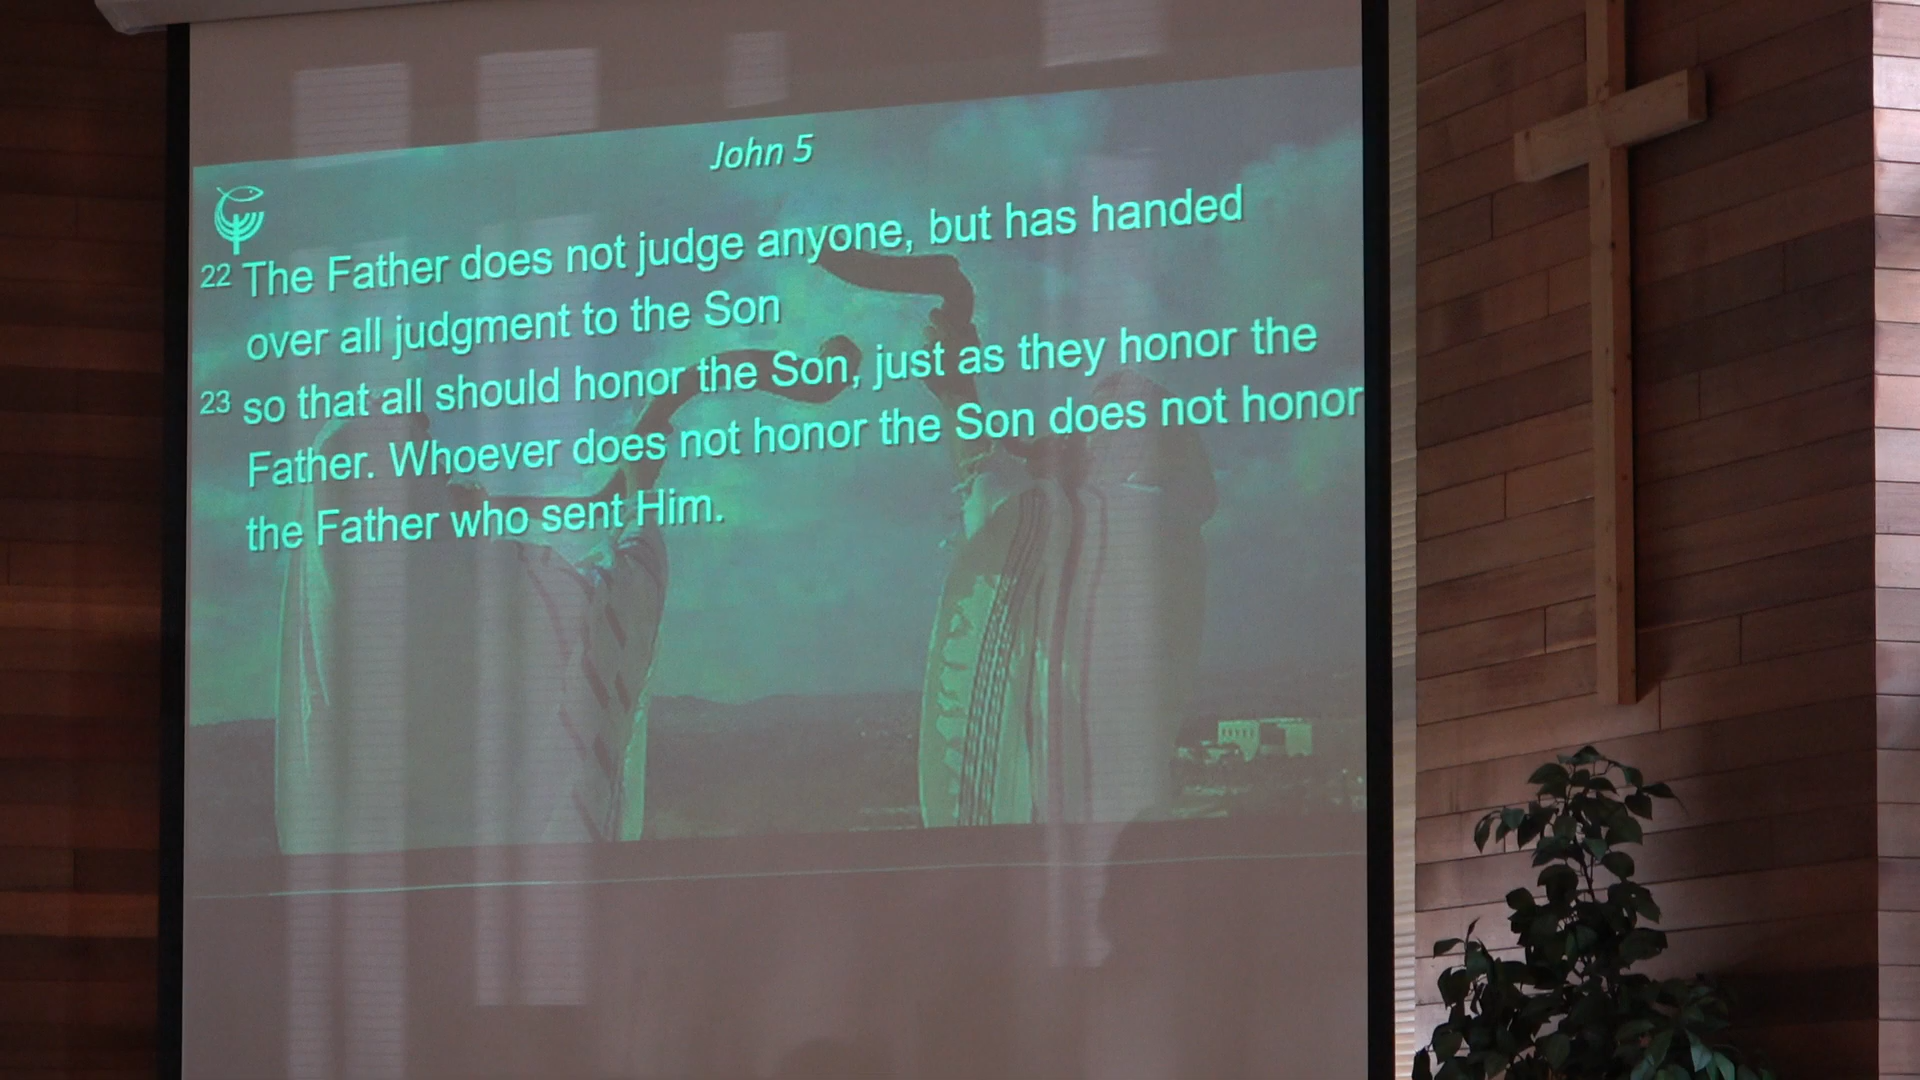 John 5
22 The Father does not judge anyone, but has handed
over all judgment to the Son
23 so that all should honor the Son, just as they honor the
Father. Whoever does not honor the Son does not honor
the Father who sent Him.